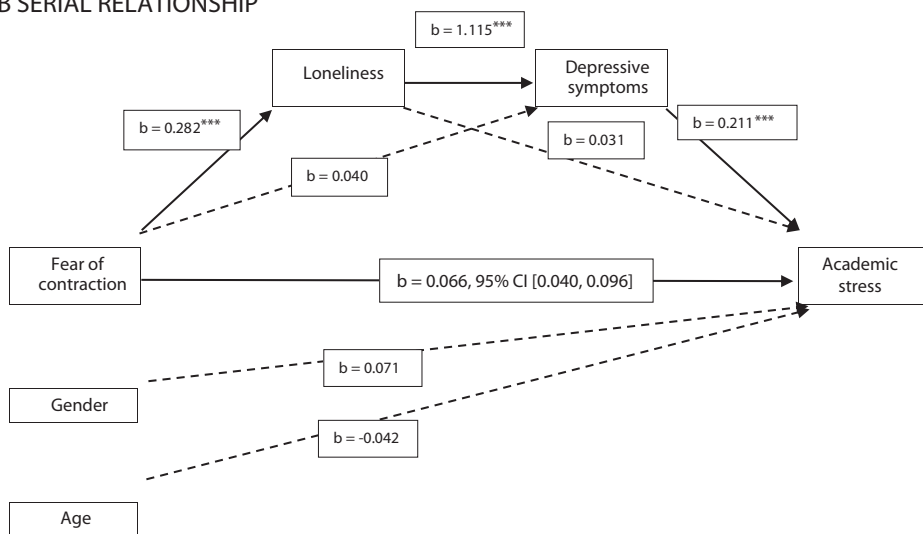 B SERIAL RELATIONSHIP
b = 1.115***
Loneliness
Depressive
symptoms
b = 0.282***
b = 0.211***
b = 0.031
b = 0.040
Fear of
contraction
b = 0.066, 95% CI [0.040, 0.096]
Academic
stress
b = 0.071
Gender
b = -0.042
Age